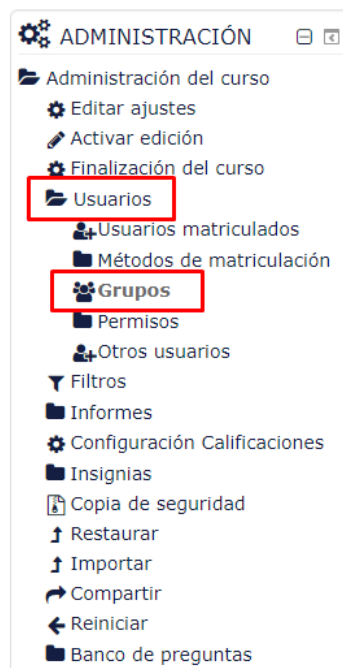 ADMINISTRACIÓN
Administración del curso
Editar ajustes
Activar edición
Finalización del curso
Usuarios
Usuarios matriculados
Métodos de matriculación
Grupos
Permisos
Otros usuarios
Filtros
Informes
Configuración Calificaciones
Insignias
Copia de seguridad
Restaurar
Importar
Compartir
Reiniciar
Banco de preguntas